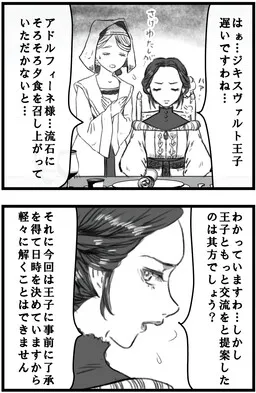 はぁ…ジキスヴァルト王子
遅いですわね…
アドルフィーネ様…流石に
そろそろ夕食を召し上がって
いただかないと…
わかっていますわ…しかし
王子ともっと交流をと提案した
のは其方でしょう?
それに今回は王子に事前に了承
を得て日時を決めていますから
軽々に解くことはできません